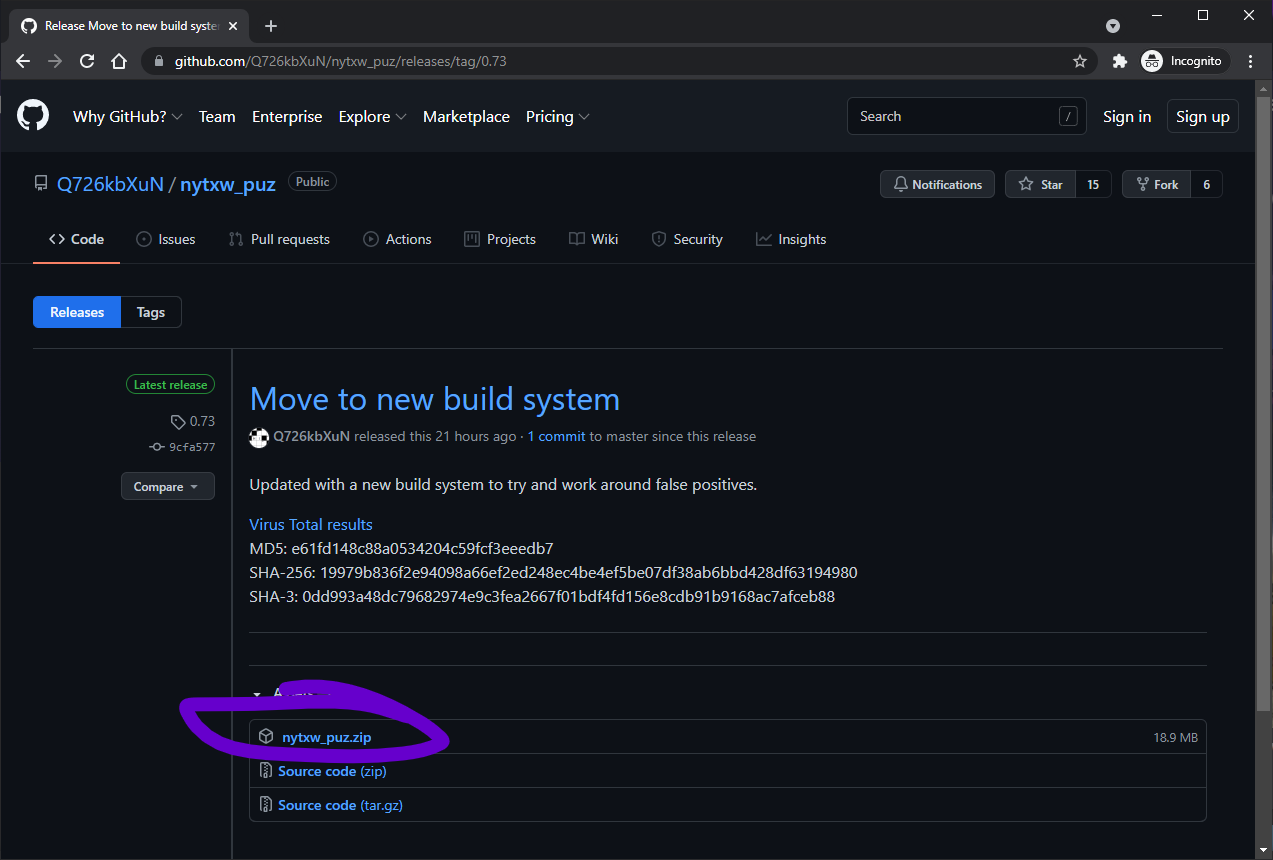 Release Move to new build syste
github.com/Q726kbXuN/nytxw_puz/releases/tag/0.73
Incognito
Why GitHub? Team Enterprise Explore Marketplace Pricing Search / Sign in Sign up
Q726kbXuN / nytxw_puz Public Notifications Star 15 Fork 6
Code Issues Pull requests Actions Projects Wiki Security Insights
Releases Tags
Latest release
0.73
9cfa577
Compare
Move to new build system
Q726kbXuN released this 21 hours ago · 1 commit to master since this release
Updated with a new build system to try and work around false positives.
Virus Total results
MD5: e61fd148c88a0534204c59fcf3eeedb7
SHA-256: 19979b836f2e94098a66ef2ed248ec4be4ef5be07df38ab6bbd428df63194980
SHA-3: 0dd993a48dc79682974e9c3fea2667f01bdf4fd156e8cdb91b9168ac7afceb88
nytxw_puz.zip 18.9 MB
Source code (zip)
Source code (tar.gz)